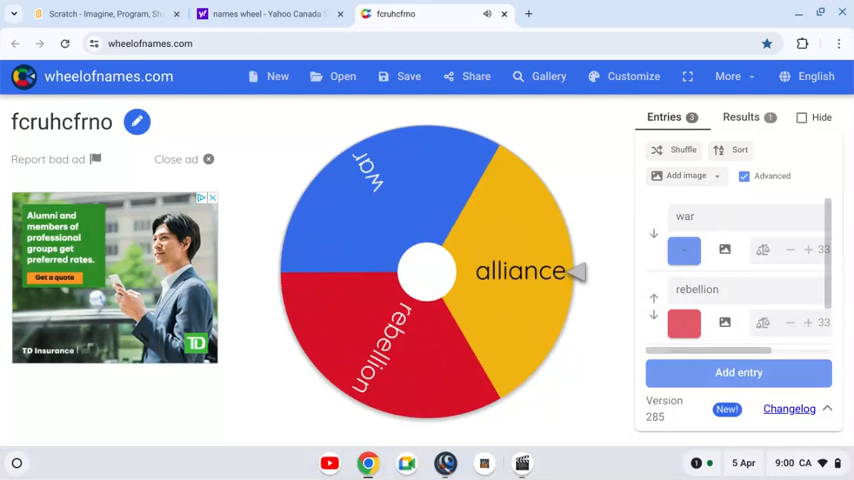 Scratch - Imagine, Program, Sh
names wheel - Yahoo Canada S
fcruhcfrno
wheelofnames.com
wheelofnames.com
New
Open
Save
Share
Gallery
Customize
More
English
fcruhcfrno
Report bad ad
Close ad
Alumni and
members of
professional
groups get
preferred rates.
Get a quote
TD Insurance
TD
war
alliance
rebellion
Entries 3
Results 1
Hide
Shuffle
Sort
Add image
Advanced
war
33
rebellion
33
Add entry
Version
285
New!
Changelog
1
5 Apr
9:00 CA